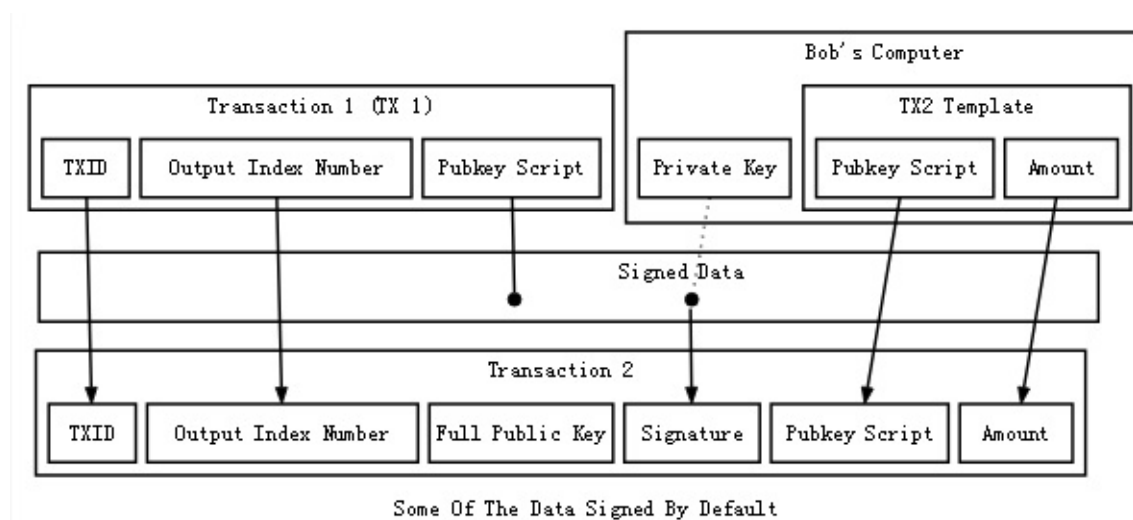 Bob's Computer
Transaction 1 (TX 1)
TX2 Template
TXID
Output Index Number
Pubkey Script
Private Key
Pubkey Script
Amount
Signed Data
Transaction 2
TXID
Output Index Number
Full Public Key
Signature
Pubkey Script
Amount
Some Of The Data Signed By Default